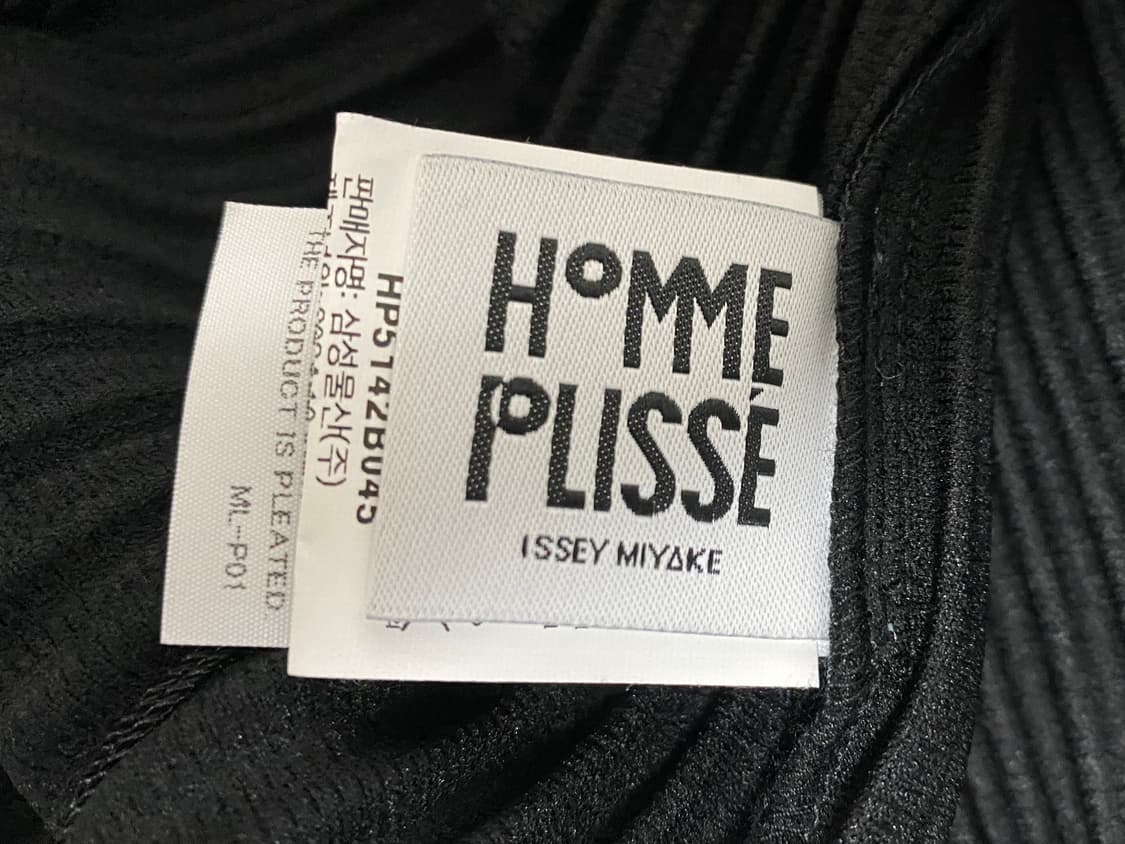 HOMME
PLISSÉ
ISSEY MIYAKE
HP5142B045
판매자명: 삼성물산(주)
THE PRODUCT IS PLEATED.
ML--P01